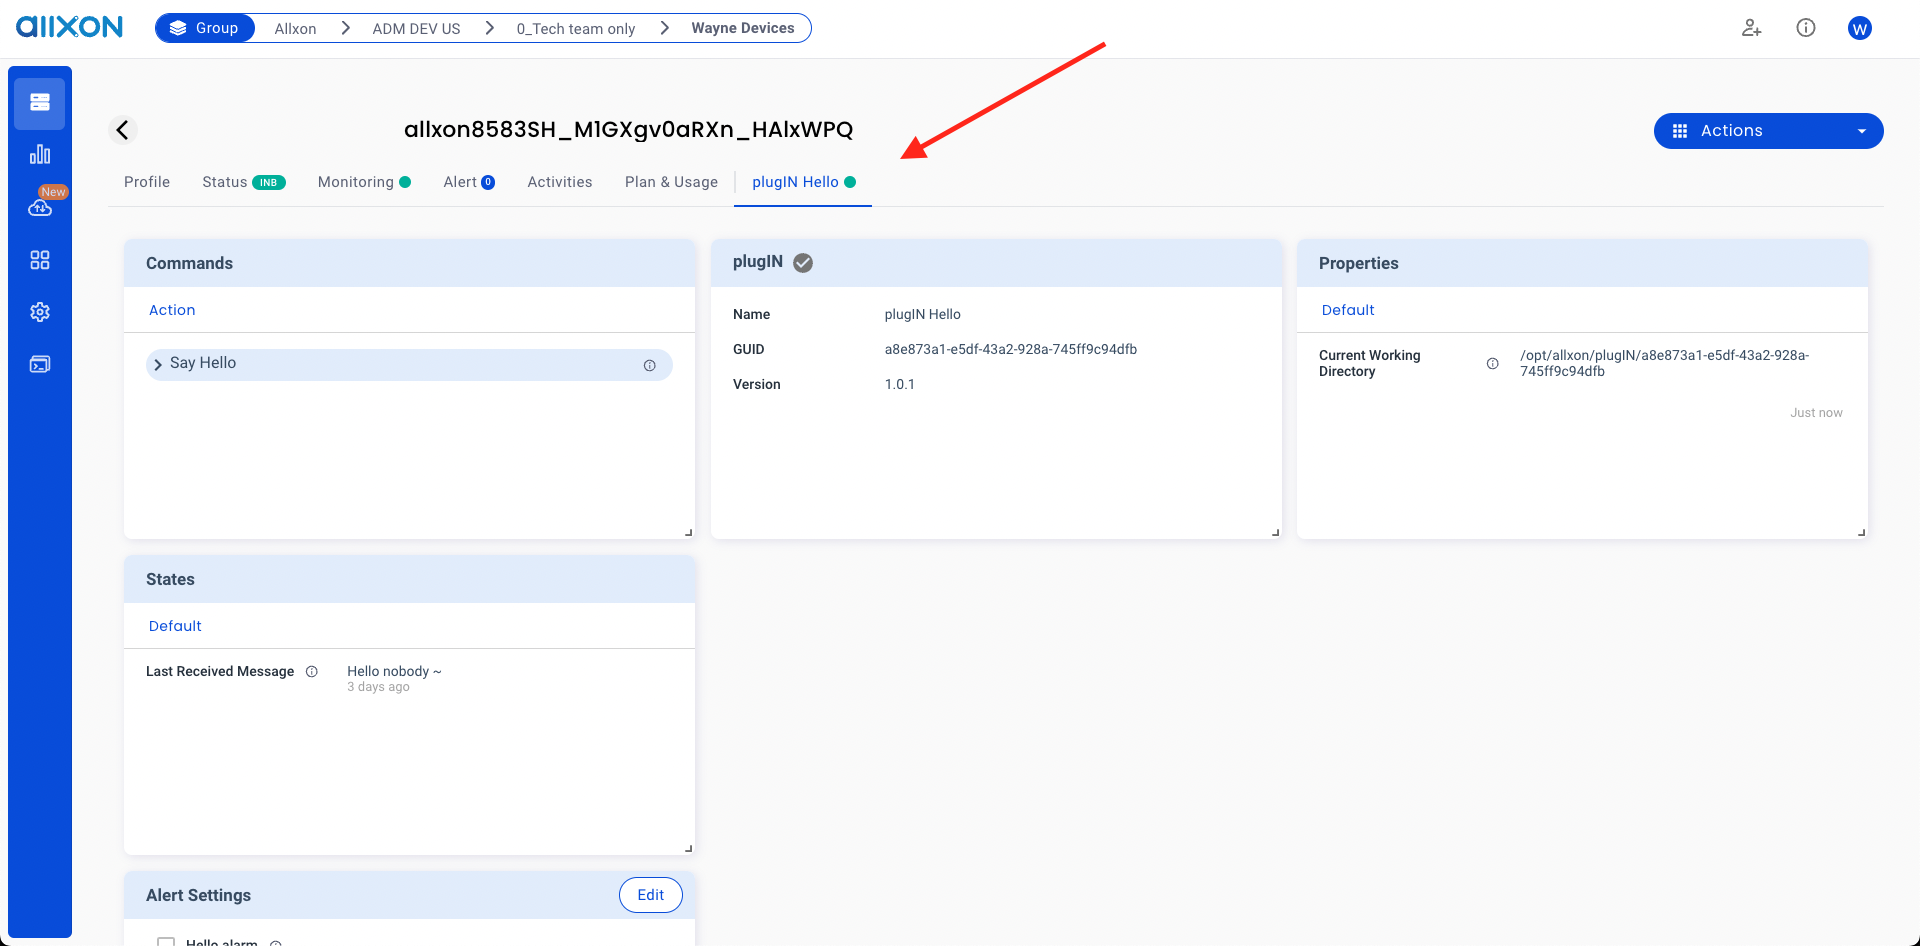 allxon
Group Allxon ADM DEV US 0_Tech team only Wayne Devices
W
New
allxon8583SH_M1GXgv0aRXn_HAlxWPQ
Actions
Profile Status INB Monitoring Alert 0 Activities Plan & Usage plugIN Hello
Commands
Action
Say Hello
plugIN
Name plugIN Hello
GUID a8e873a1-e5df-43a2-928a-745ff9c94dfb
Version 1.0.1
Properties
Default
Current Working Directory
/opt/allxon/plugIN/a8e873a1-e5df-43a2-928a-
745ff9c94dfb
Just now
States
Default
Last Received Message Hello nobody ~
3 days ago
Alert Settings Edit
Hello alarm